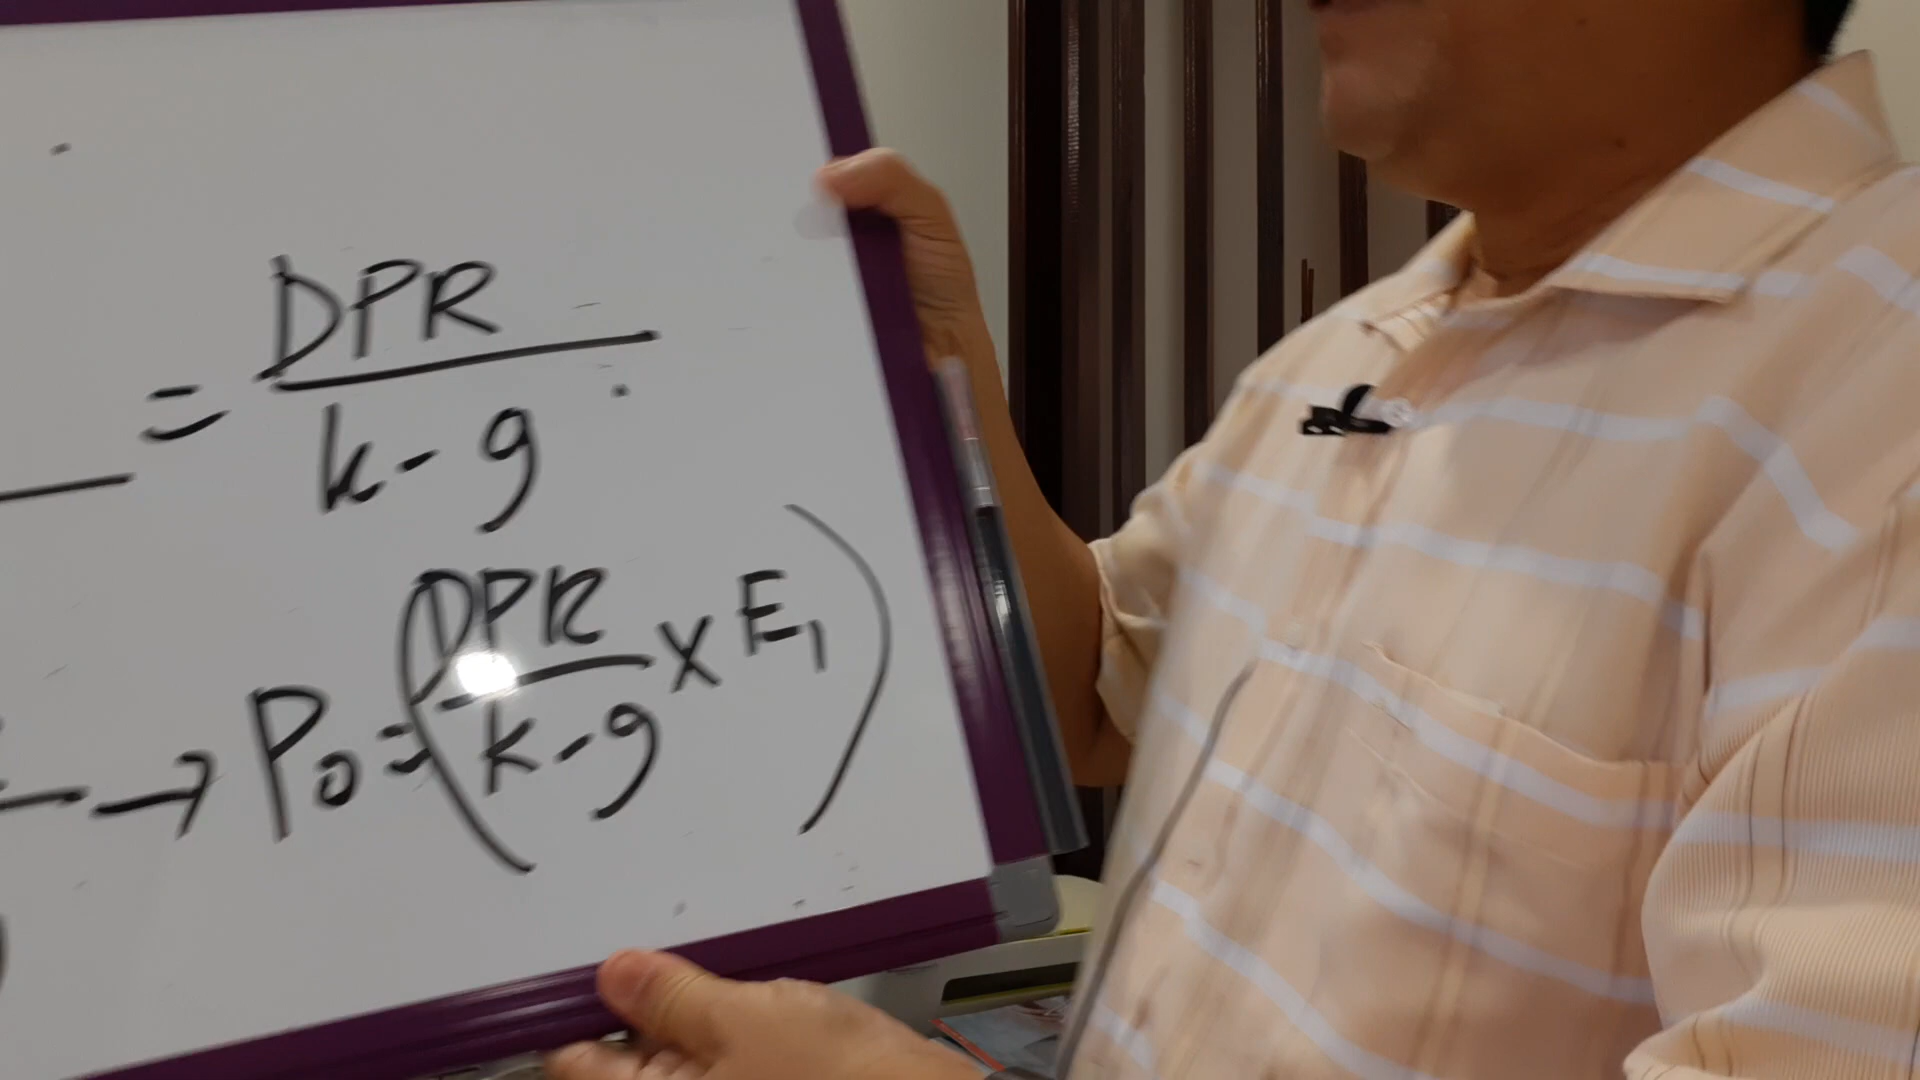 = DPR / k-g
→ P₀ = (DPR / k-g × E₁)